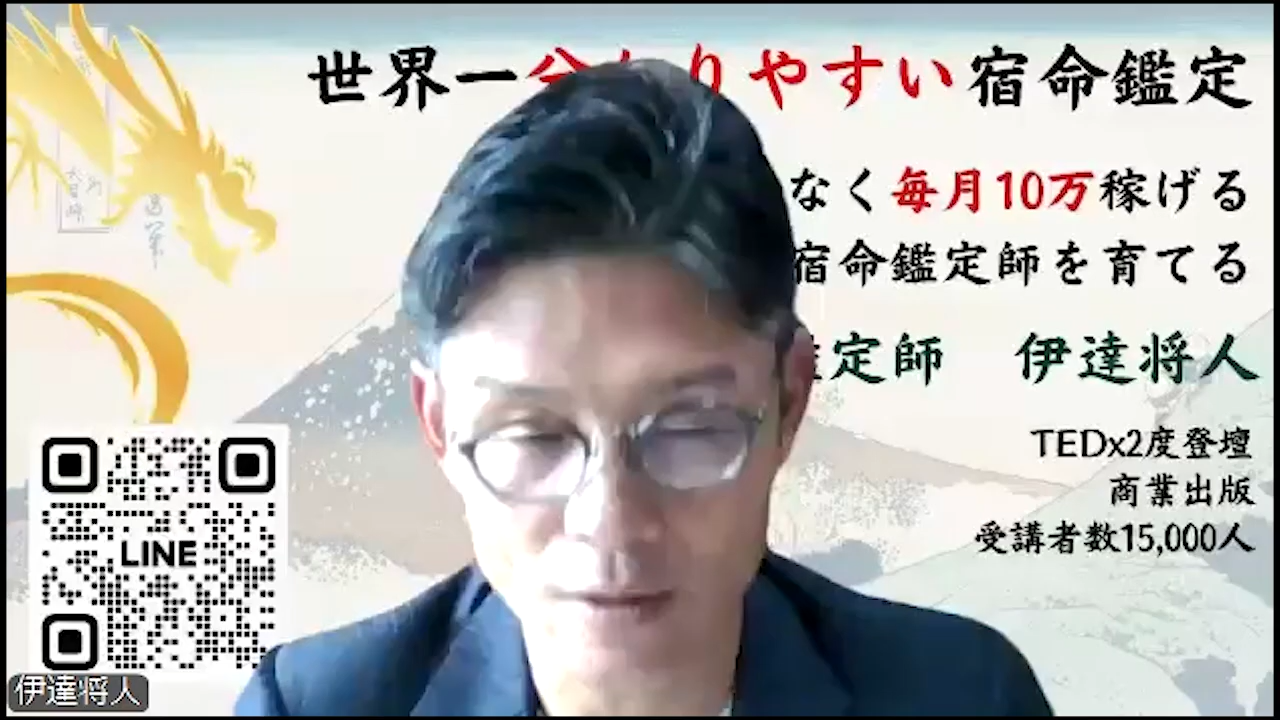 世界一分かりやすい宿命鑑定
なく毎月10万稼げる
宿命鑑定師を育てる
定師 伊達将人
TEDx2度登壇
商業出版
受講者数15,000人
LINE
伊達将人